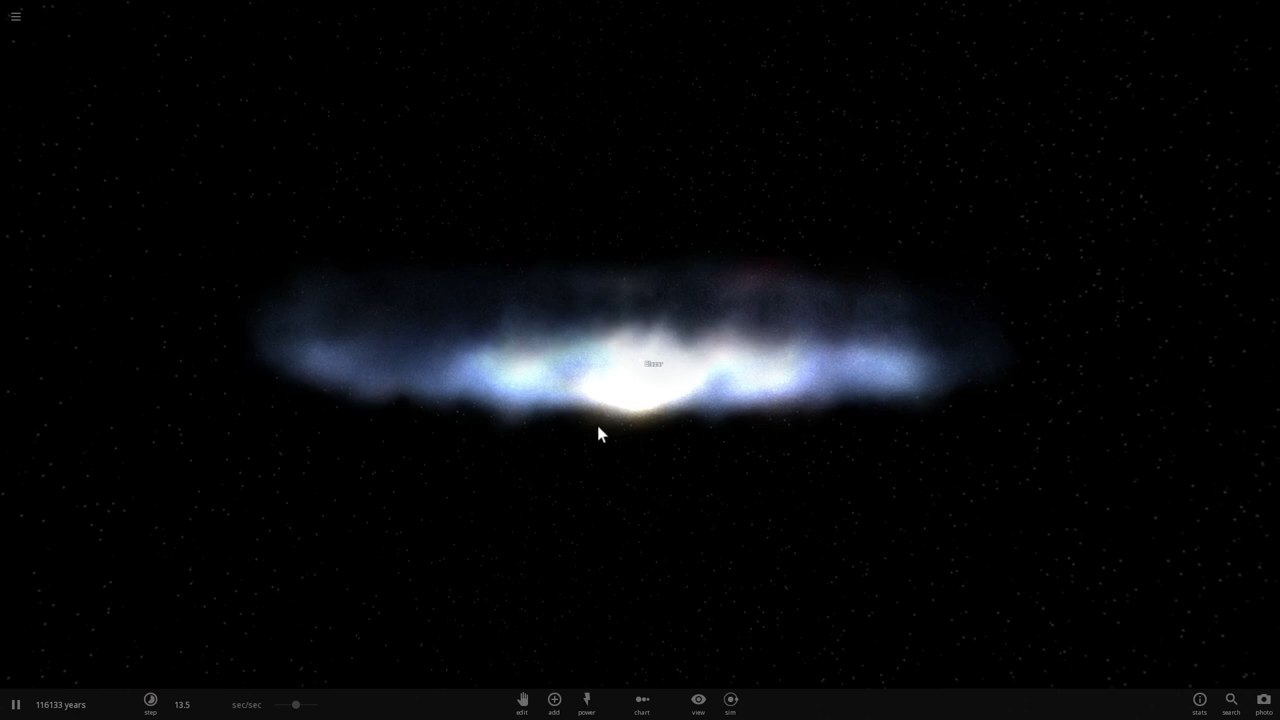 116133 years
step
13.5
sec/sec
edit
add
power
chart
view
sim
stats
search
photo